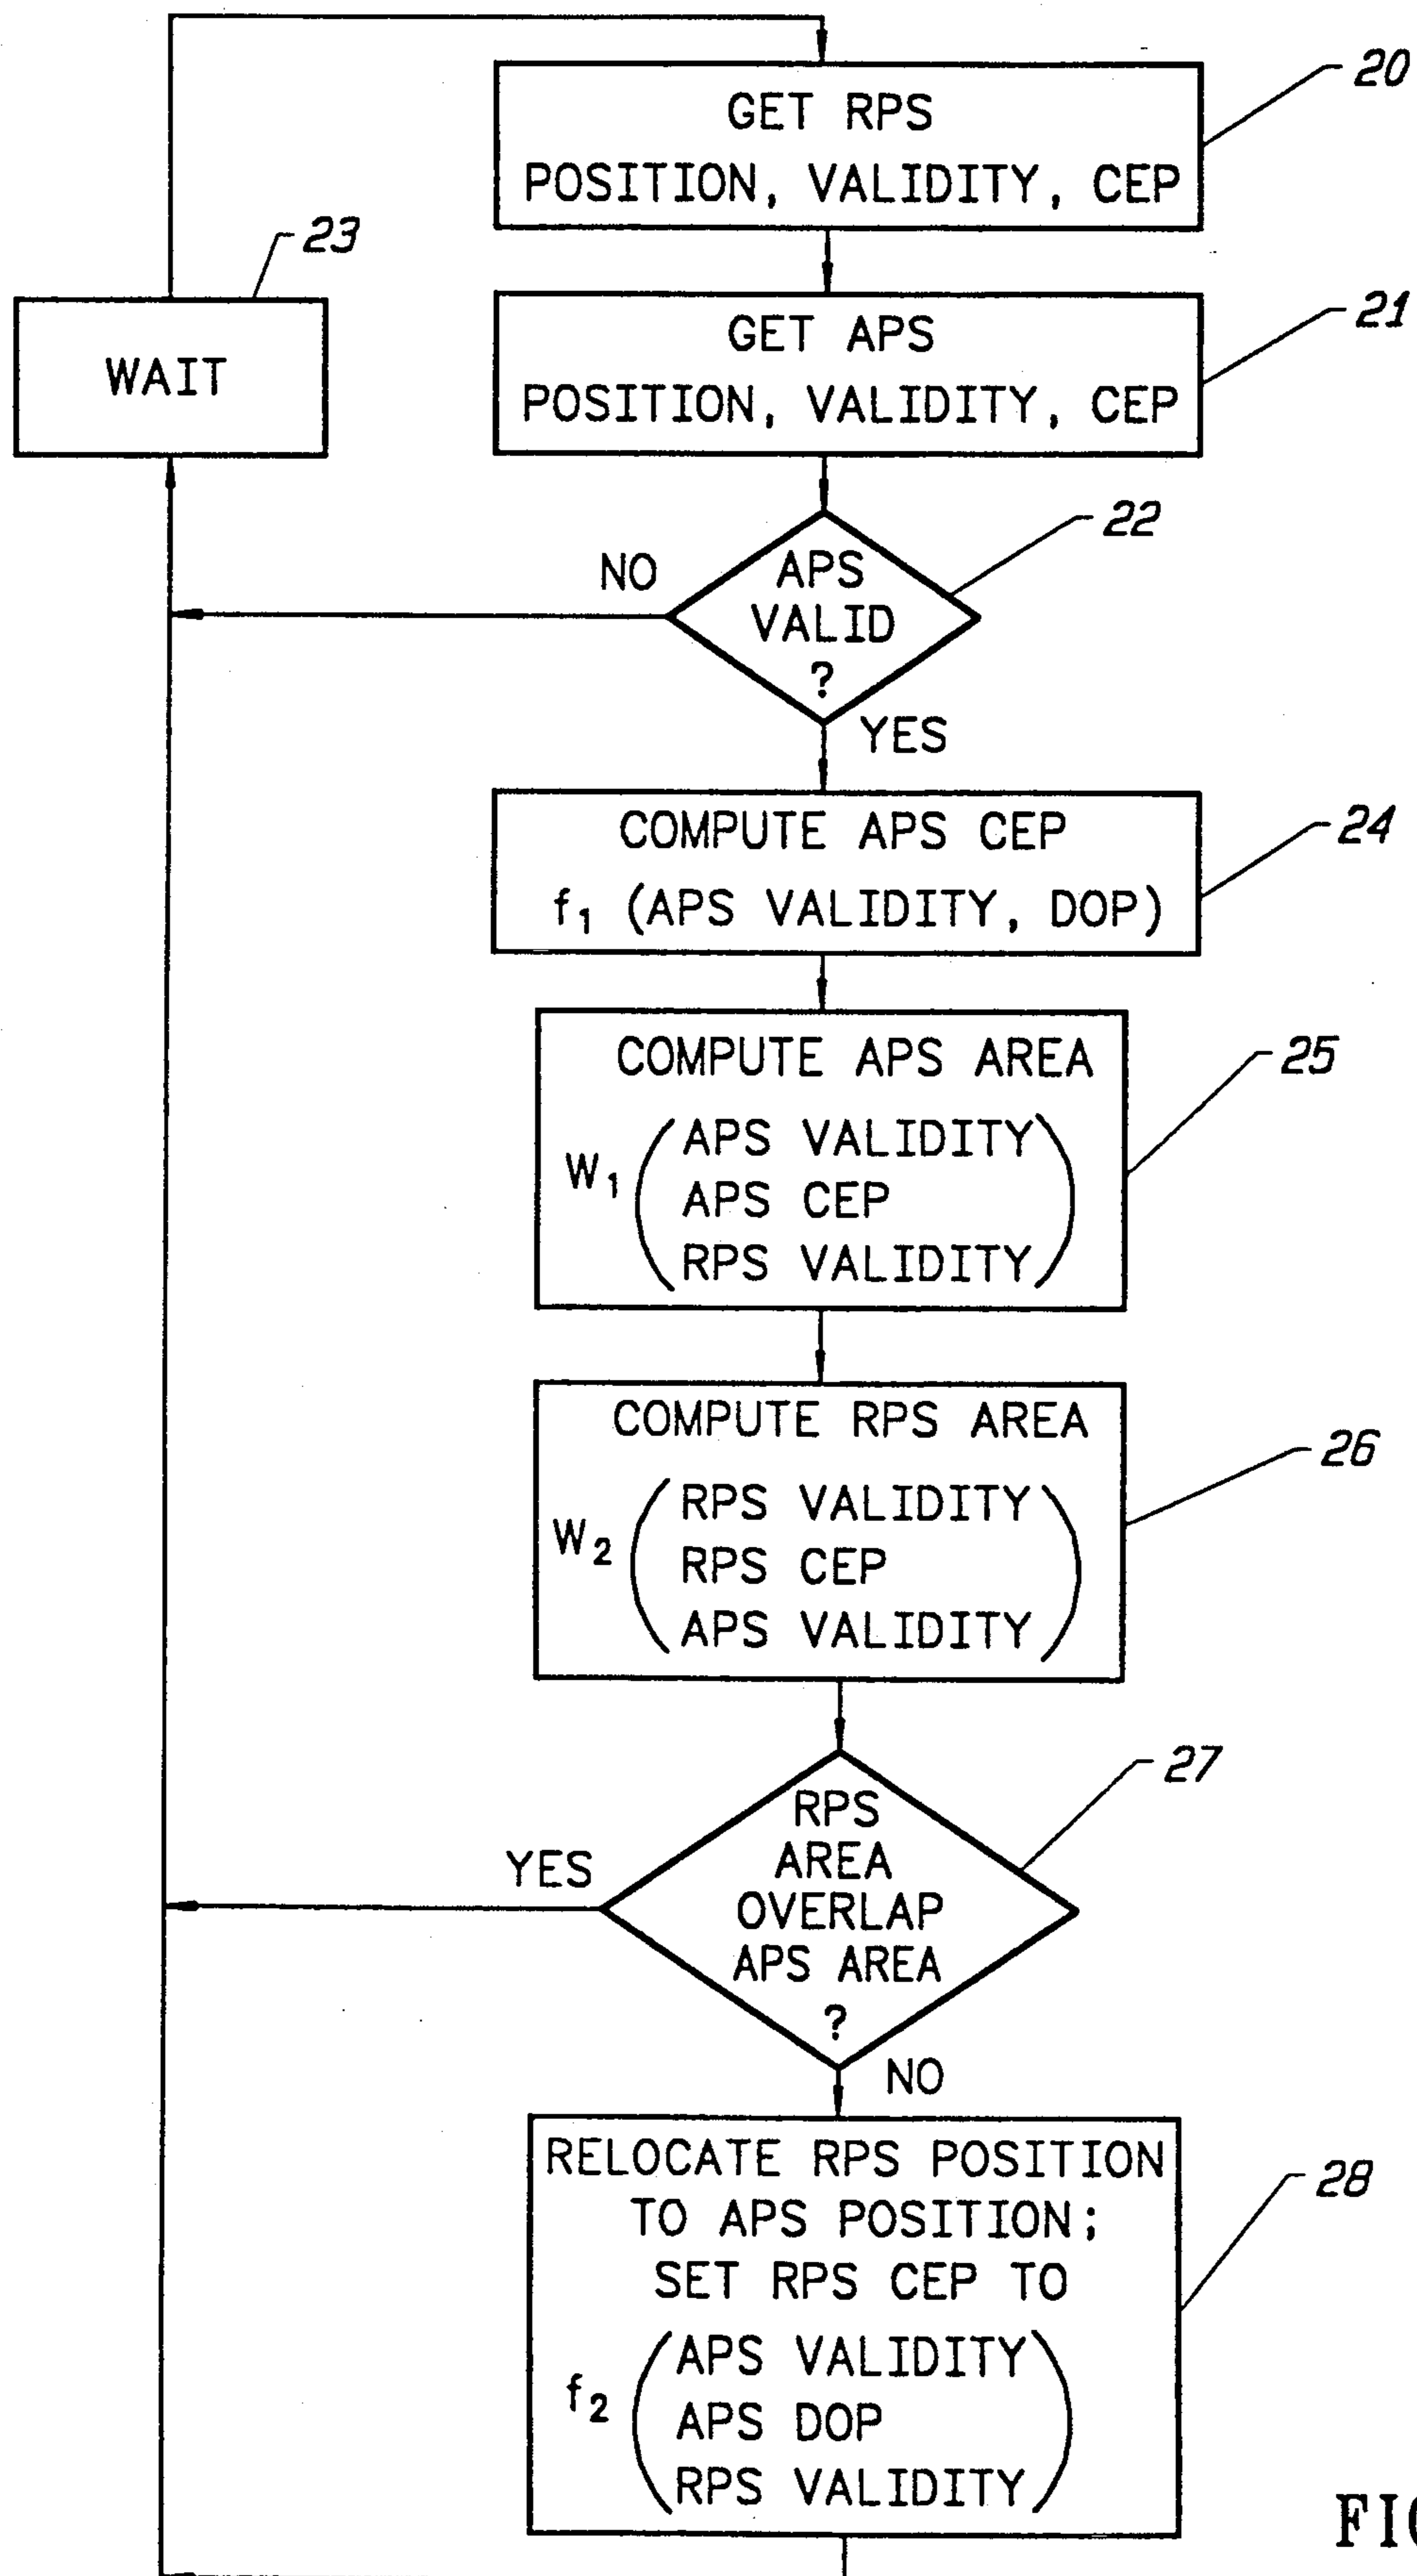 20
GET RPS
POSITION, VALIDITY, CEP
23
21
GET APS
POSITION, VALIDITY, CEP
WAIT
22
NO
APS
VALID
?
YES
24
COMPUTE APS CEP
f₁ (APS VALIDITY, DOP)
25
COMPUTE APS AREA
W₁ (APS VALIDITY
APS CEP
RPS VALIDITY)
26
COMPUTE RPS AREA
W₂ (RPS VALIDITY
RPS CEP
APS VALIDITY)
27
YES
RPS
AREA
OVERLAP
APS AREA
?
NO
28
RELOCATE RPS POSITION
TO APS POSITION;
SET RPS CEP TO
f₂ (APS VALIDITY
APS DOP
RPS VALIDITY)